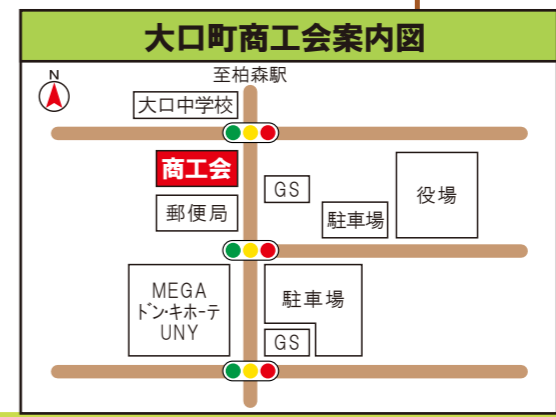 大口町商工会案内図
N
至柏森駅
大口中学校
商工会
GS
郵便局
駐車場
役場
MEGA
ドン・キホーテ
UNY
駐車場
GS